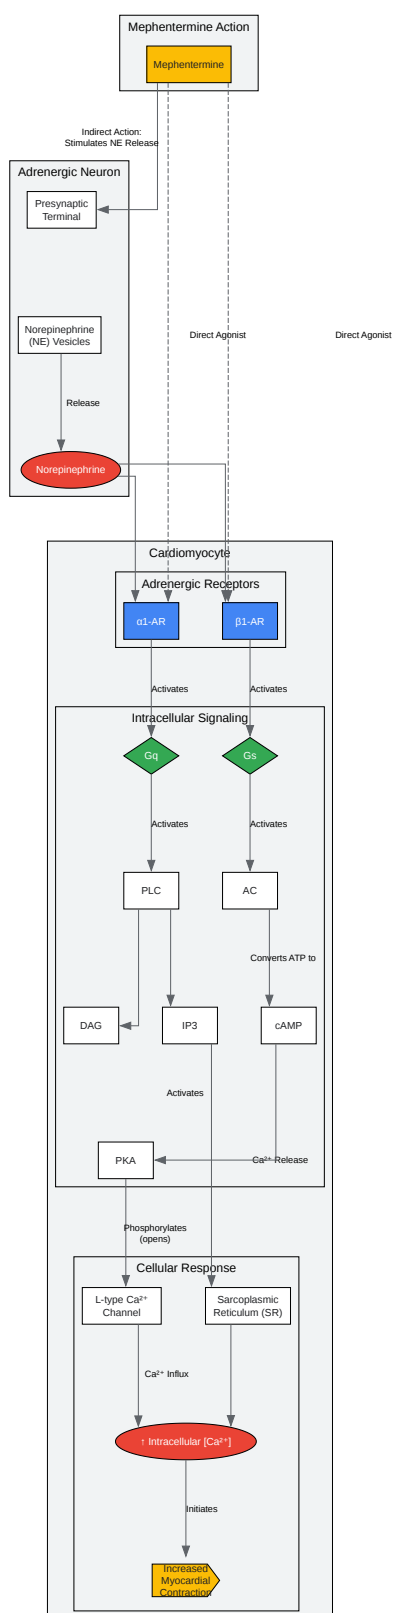 Mephentermine Action
Mephentermine
Indirect Action:
Stimulates NE Release
Adrenergic Neuron
Presynaptic
Terminal
Norepinephrine
(NE) Vesicles
Direct Agonist
Direct Agonist
Release
Norepinephrine
Cardiomyocyte
Adrenergic Receptors
α1-AR
β1-AR
Activates
Activates
Intracellular Signaling
Gq
Gs
Activates
Activates
PLC
AC
Converts ATP to
DAG
IP3
cAMP
Activates
PKA
Ca²⁺ Release
Phosphorylates
(opens)
Cellular Response
L-type Ca²⁺
Channel
Sarcoplasmic
Reticulum (SR)
Ca²⁺ Influx
↑ Intracellular [Ca²⁺]
Initiates
Increased
Myocardial
Contraction